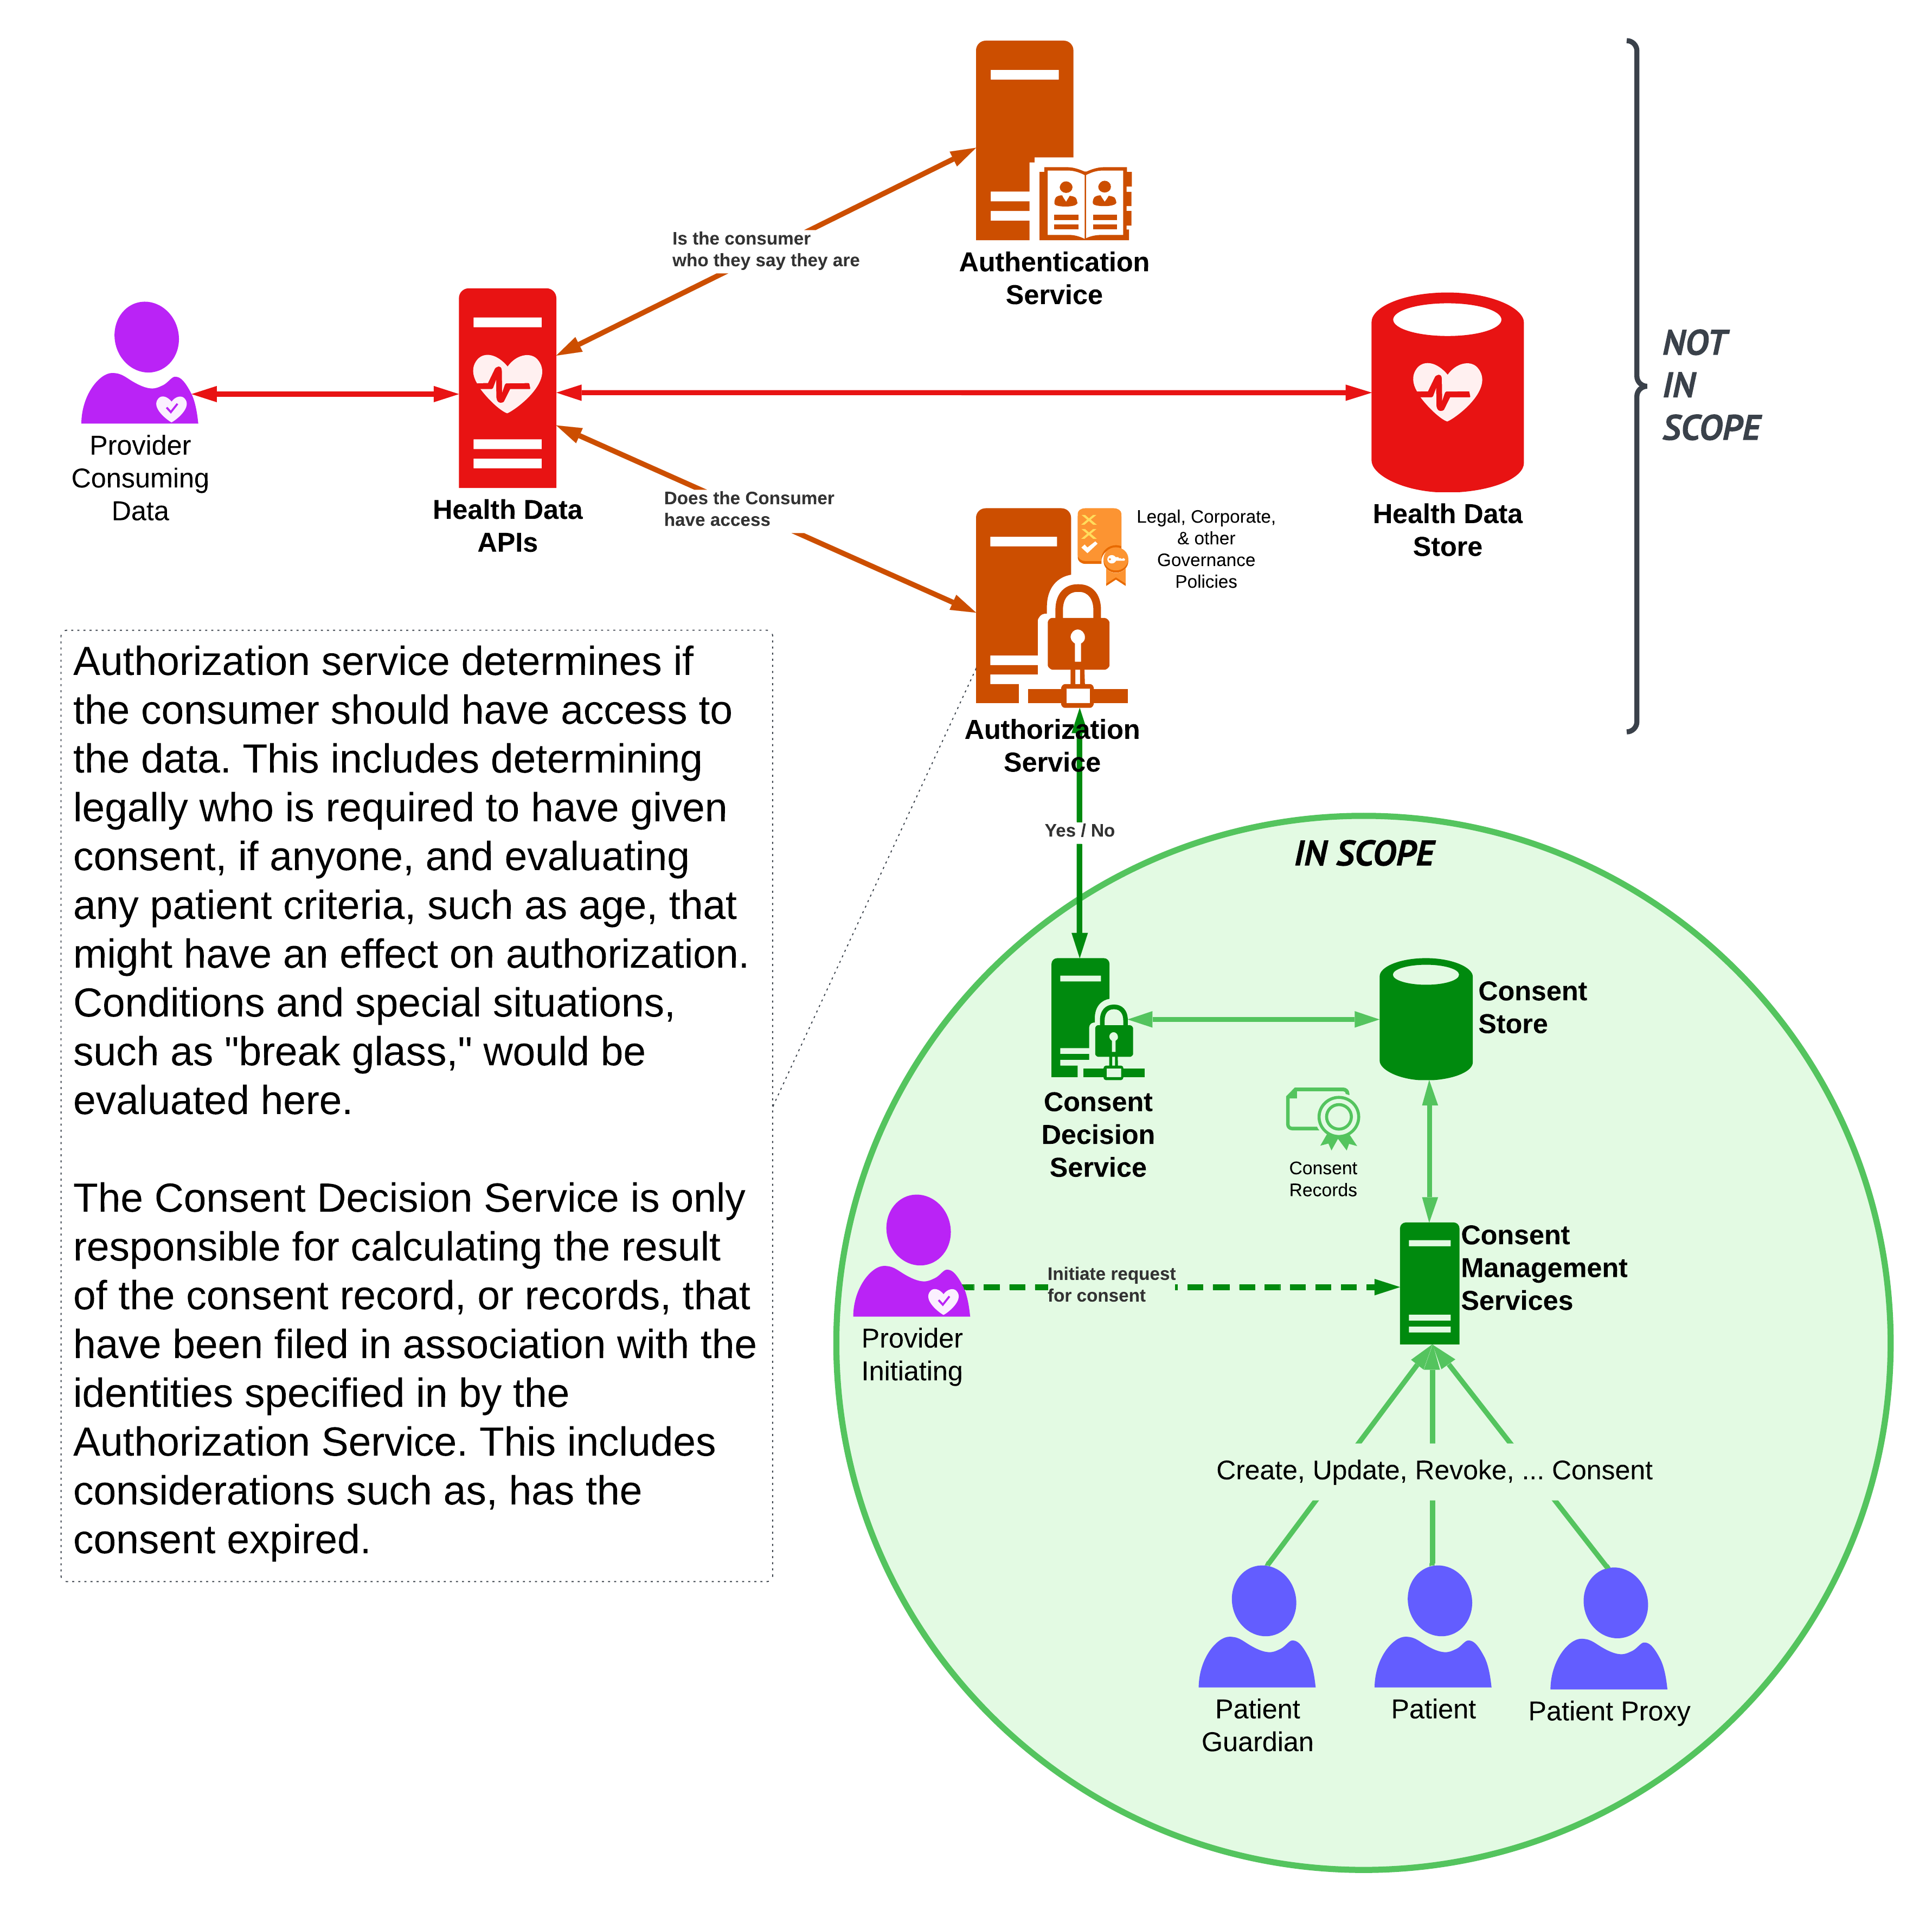 Is the consumer
who they say they are
Authentication
Service
NOT
IN
SCOPE
Provider
Consuming
Data
Health Data
APIs
Does the Consumer
have access
Legal, Corporate,
& other
Governance
Policies
Health Data
Store
Authorization
Service
Authorization service determines if
the consumer should have access to
the data. This includes determining
legally who is required to have given
consent, if anyone, and evaluating
any patient criteria, such as age, that
might have an effect on authorization.
Conditions and special situations,
such as "break glass," would be
evaluated here.
The Consent Decision Service is only
responsible for calculating the result
of the consent record, or records, that
have been filed in association with the
identities specified in by the
Authorization Service. This includes
considerations such as, has the
consent expired.
Yes / No
IN SCOPE
Consent
Store
Consent
Decision
Service
Consent
Records
Consent
Management
Services
Initiate request
for consent
Provider
Initiating
Create, Update, Revoke, ... Consent
Patient
Guardian
Patient
Patient Proxy